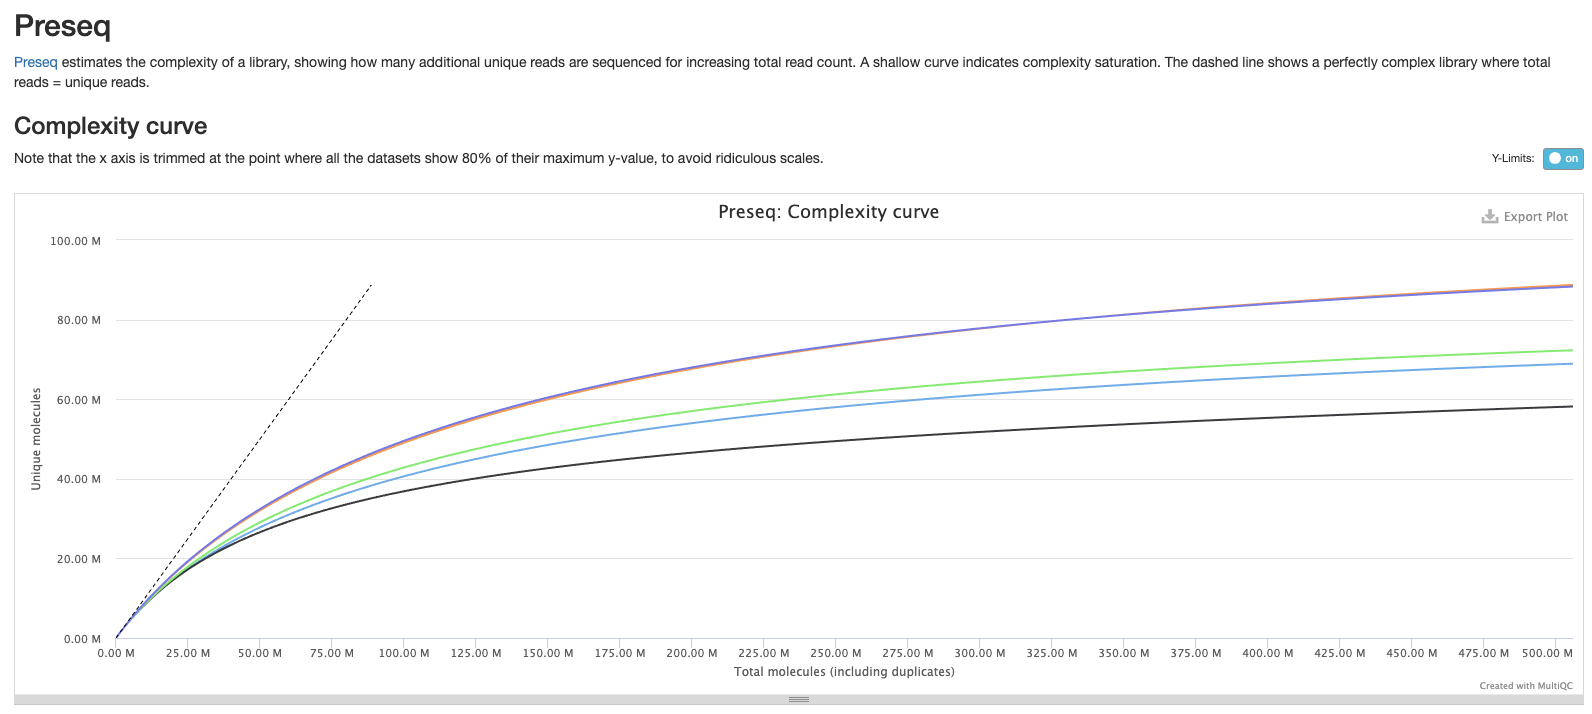 Preseq
Preseq estimates the complexity of a library, showing how many additional unique reads are sequenced for increasing total read count. A shallow curve indicates complexity saturation. The dashed line shows a perfectly complex library where total
reads = unique reads.
Complexity curve
Note that the x axis is trimmed at the point where all the datasets show 80% of their maximum y-value, to avoid ridiculous scales.
Y-Limits: on
Preseq: Complexity curve
Export Plot
100.00 M
80.00 M
60.00 M
40.00 M
20.00 M
0.00 M
Unique molecules
0.00 M 25.00 M 50.00 M 75.00 M 100.00 M 125.00 M 150.00 M 175.00 M 200.00 M 225.00 M 250.00 M 275.00 M 300.00 M 325.00 M 350.00 M 375.00 M 400.00 M 425.00 M 450.00 M 475.00 M 500.00 M
Total molecules (including duplicates)
Created with MultiQC